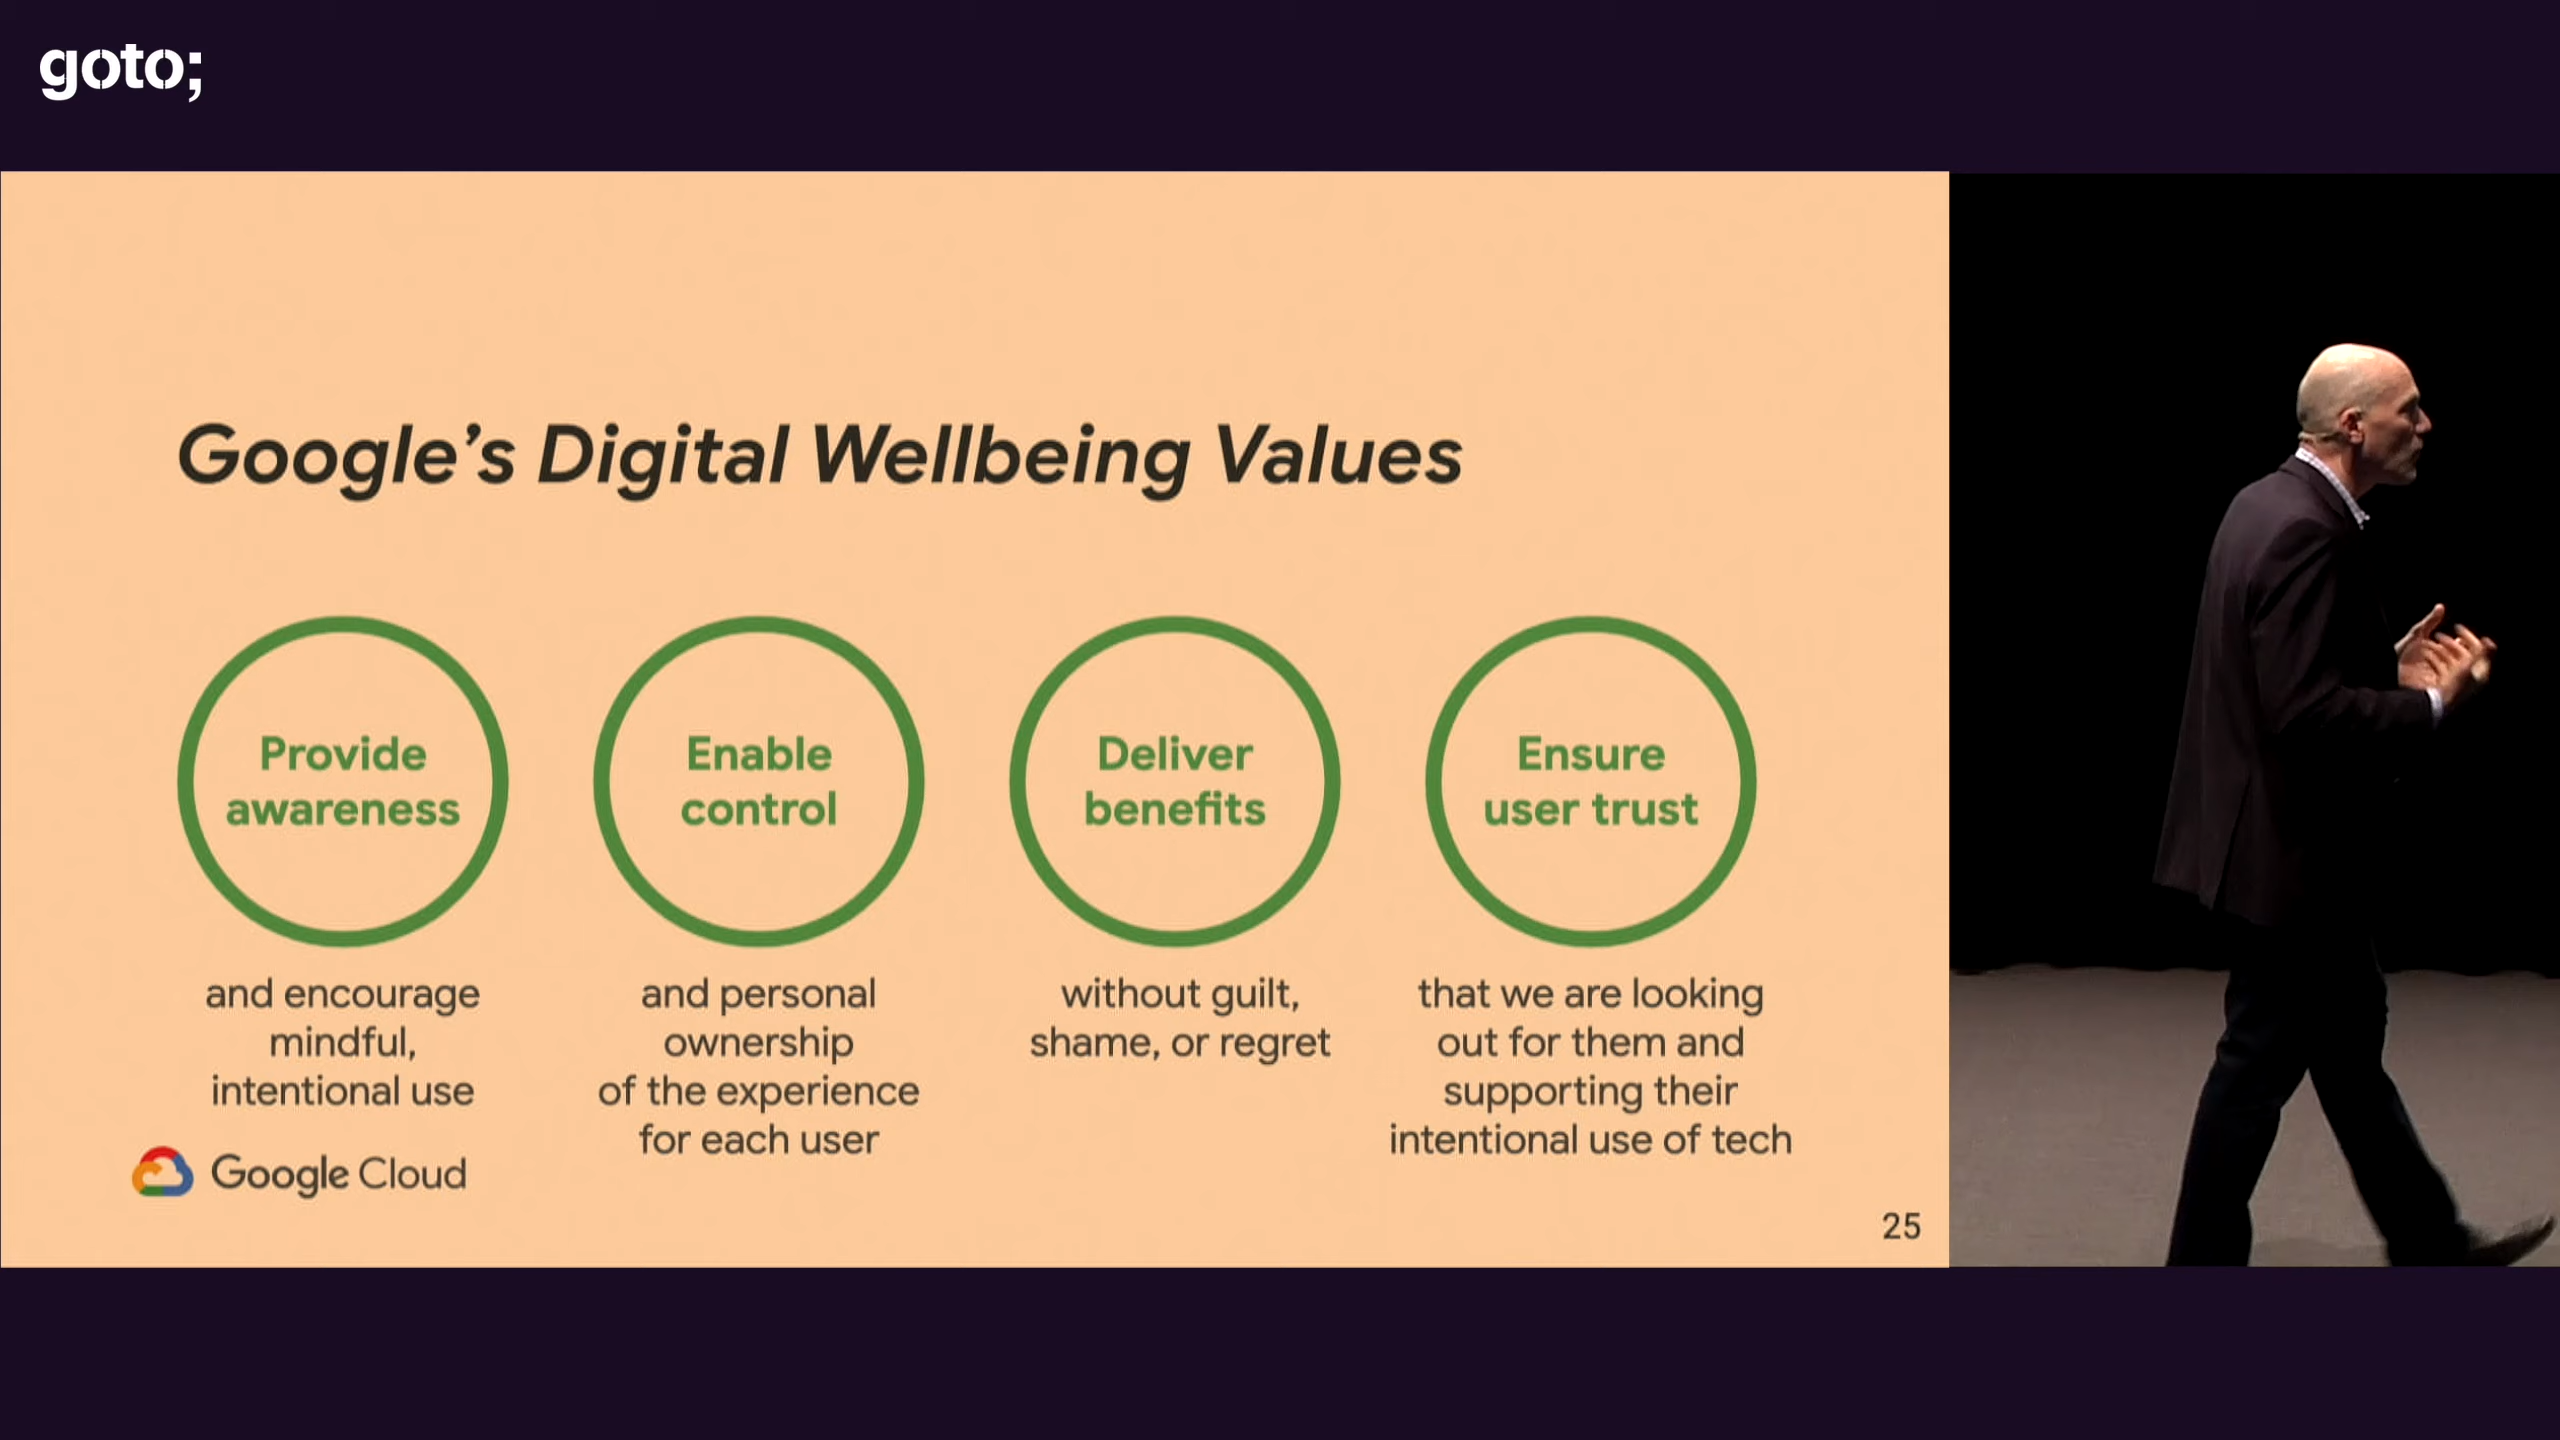 goto;
Google's Digital Wellbeing Values
Provide
awareness
and encourage
mindful,
intentional use
Enable
control
and personal
ownership
of the experience
for each user
Deliver
benefits
without guilt,
shame, or regret
Ensure
user trust
that we are looking
out for them and
supporting their
intentional use of tech
Google Cloud
25